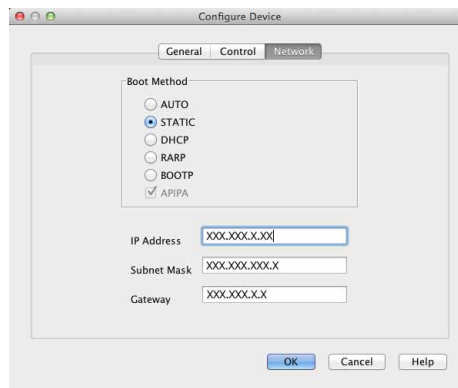 Configure Device
General Control Network
Boot Method
AUTO
STATIC
DHCP
RARP
BOOTP
APIPA
IP Address XXX.XXX.X.XX
Subnet Mask XXX.XXX.XXX.X
Gateway XXX.XXX.X.X
OK Cancel Help